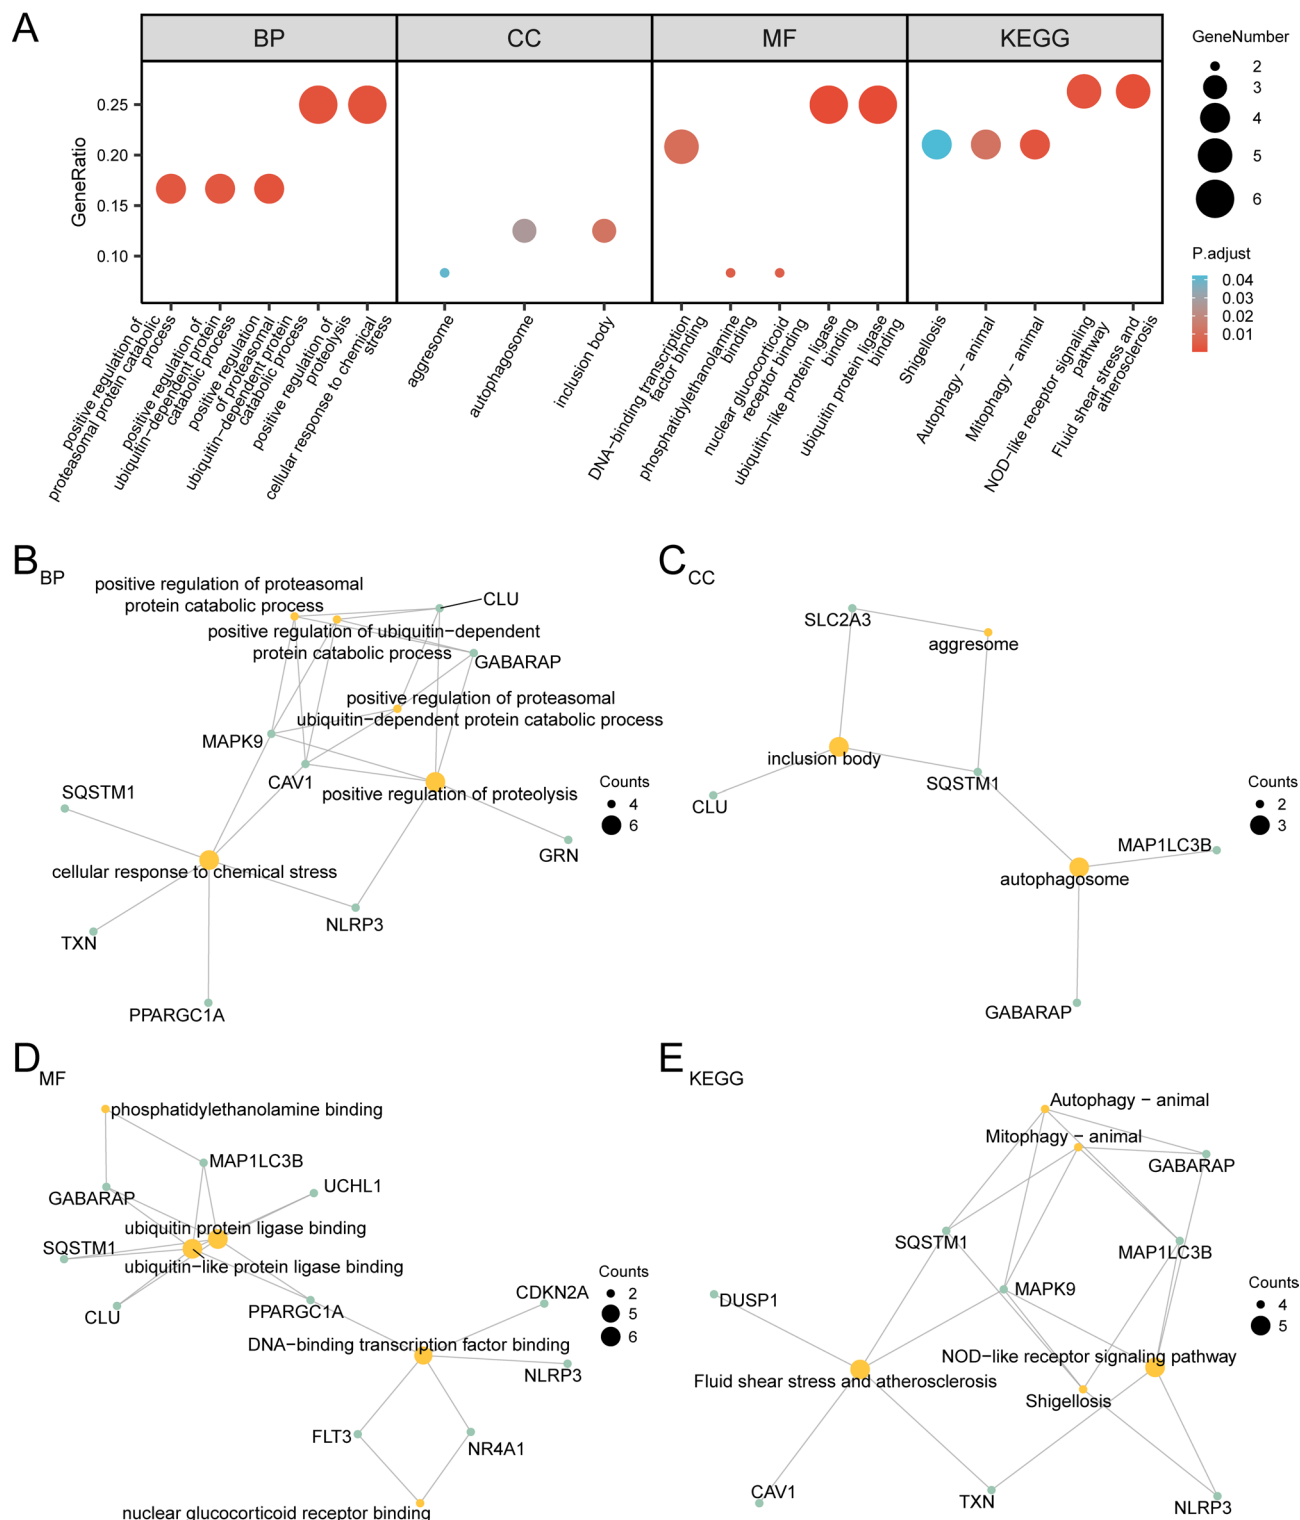 A
BP
CC
MF
KEGG
GeneRatio
0.25
0.20
0.15
0.10
positive regulation of
proteasomal protein catabolic
process
positive regulation of
ubiquitin−dependent protein
catabolic process
positive regulation
of proteasomal
ubiquitin−dependent protein
catabolic process
positive regulation of
proteolysis
cellular response to chemical
stress
aggresome
autophagosome
inclusion body
DNA−binding transcription
factor binding
phosphatidylethanolamine
binding
nuclear glucocorticoid
receptor binding
ubiquitin−like protein ligase
binding
ubiquitin protein ligase
binding
Shigellosis
Autophagy − animal
Mitophagy − animal
NOD−like receptor signaling
pathway
Fluid shear stress and
atherosclerosis
GeneNumber
2
3
4
5
6
P.adjust
0.04
0.03
0.02
0.01
B
BP
positive regulation of proteasomal
protein catabolic process
CLU
positive regulation of ubiquitin−dependent
protein catabolic process
GABARAP
positive regulation of proteasomal
ubiquitin−dependent protein catabolic process
MAPK9
CAV1
positive regulation of proteolysis
SQSTM1
GRN
cellular response to chemical stress
NLRP3
TXN
PPARGC1A
Counts
4
6
C
CC
SLC2A3
aggresome
inclusion body
SQSTM1
CLU
MAP1LC3B
autophagosome
GABARAP
Counts
2
3
D
MF
phosphatidylethanolamine binding
MAP1LC3B
UCHL1
GABARAP
ubiquitin protein ligase binding
SQSTM1
ubiquitin−like protein ligase binding
CLU
PPARGC1A
CDKN2A
DNA−binding transcription factor binding
NLRP3
FLT3
NR4A1
nuclear glucocorticoid receptor binding
Counts
2
5
6
E
KEGG
Autophagy − animal
Mitophagy − animal
GABARAP
SQSTM1
MAP1LC3B
MAPK9
DUSP1
NOD−like receptor signaling pathway
Fluid shear stress and atherosclerosis
Shigellosis
CAV1
TXN
NLRP3
Counts
4
5